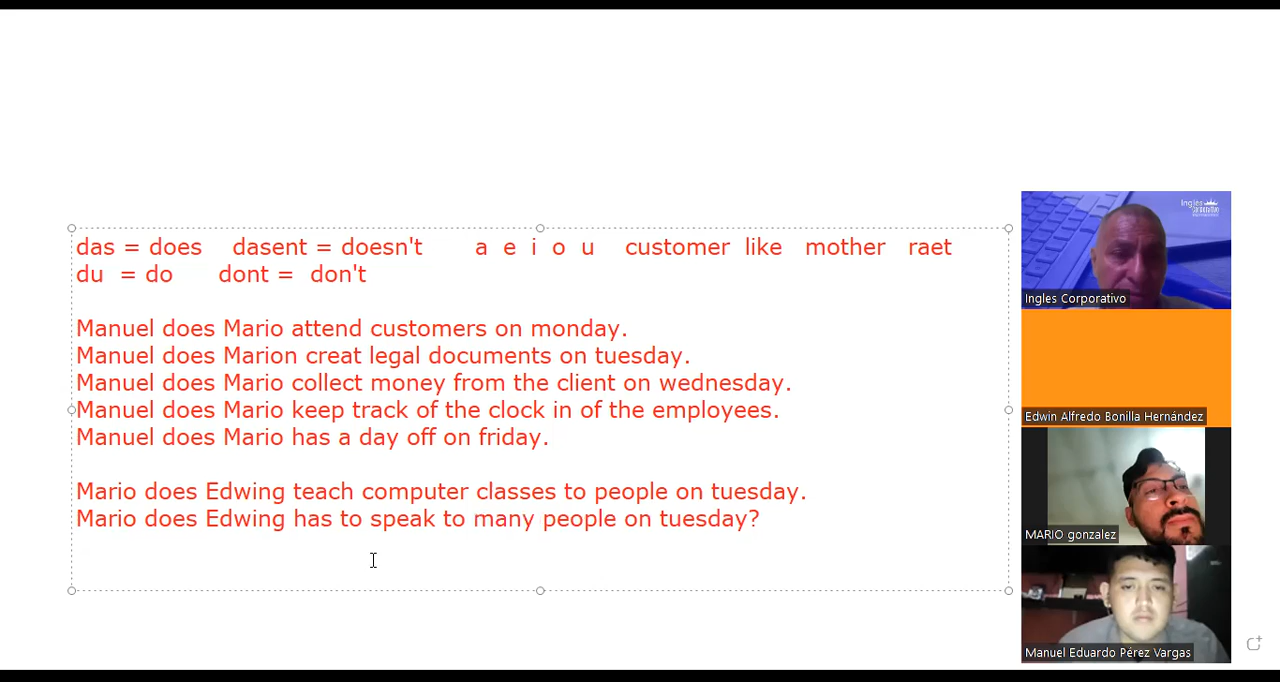 das = does dasent = doesn't a e i o u customer like mother raet
du = do dont = don't
Manuel does Mario attend customers on monday.
Manuel does Marion creat legal documents on tuesday.
Manuel does Mario collect money from the client on wednesday.
Manuel does Mario keep track of the clock in of the employees.
Manuel does Mario has a day off on friday.
Mario does Edwing teach computer classes to people on tuesday.
Mario does Edwing has to speak to many people on tuesday?
Ingles
Ingles Corporativo
Edwin Alfredo Bonilla Hernández
MARIO gonzalez
Manuel Eduardo Pérez Vargas